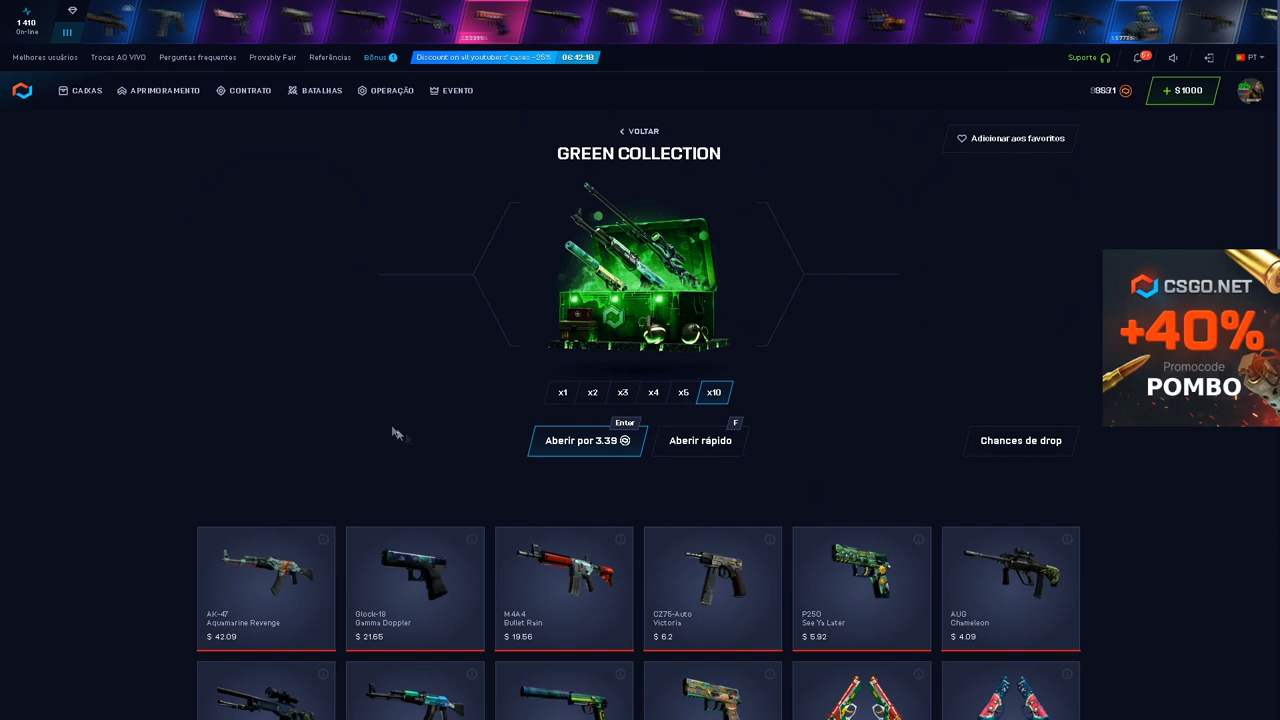 1 410
On-line
Melhores usuários
Trocas AO VIVO
Perguntas frequentes
Provably Fair
Referências
Bônus
Discount on all youtubers' cases -25%
06:42:18
Suporte
PT
CAIXAS
APRIMORAMENTO
CONTRATO
BATALHAS
OPERAÇÃO
EVENTO
+ $1000
VOLTAR
GREEN COLLECTION
Adicionar aos favoritos
CSGO.NET
+40%
Promocode
POMBO
x1
x2
x3
x4
x5
x10
Enter
F
Aberir por 3.39
Aberir rápido
Chances de drop
AK-47
Aquamarine Revenge
$ 42.09
Glock-18
Gamma Doppler
$ 21.65
M4A4
Bullet Rain
$ 19.56
CZ75-Auto
Victoria
$ 6.2
P250
See Ya Later
$ 5.92
AUG
Chameleon
$ 4.09